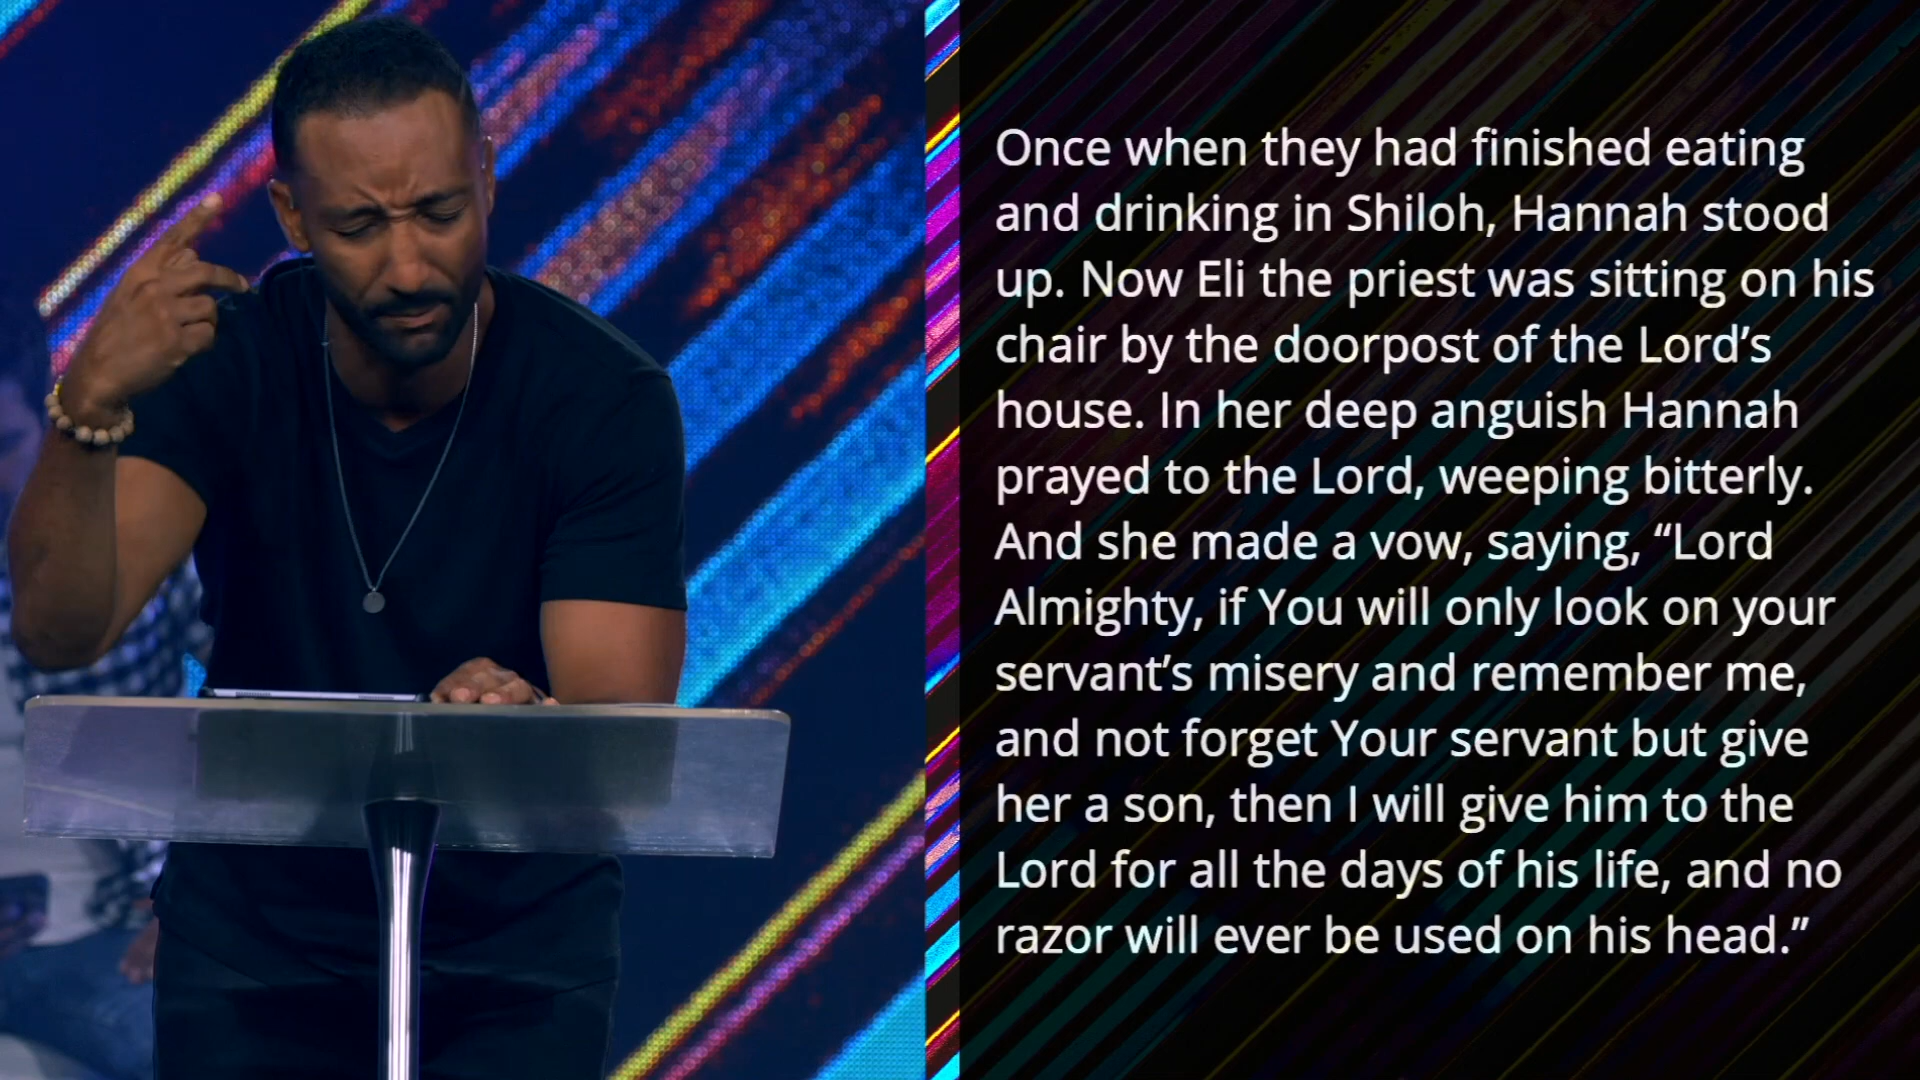 Once when they had finished eating
and drinking in Shiloh, Hannah stood
up. Now Eli the priest was sitting on his
chair by the doorpost of the Lord’s
house. In her deep anguish Hannah
prayed to the Lord, weeping bitterly.
And she made a vow, saying, “Lord
Almighty, if You will only look on your
servant’s misery and remember me,
and not forget Your servant but give
her a son, then I will give him to the
Lord for all the days of his life, and no
razor will ever be used on his head.”